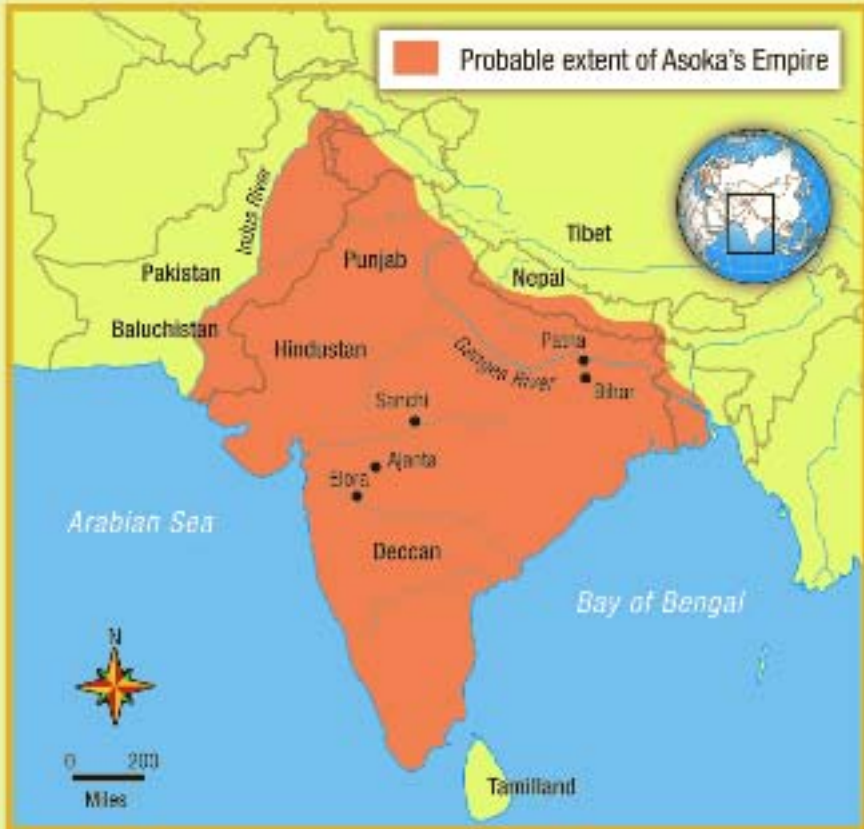 Probable extent of Asoka's Empire
Indus River
Tibet
Punjab
Pakistan
Nepal
Baluchistan
Hindustan
Patna
Ganges River
Bihar
Sanchi
Ajanta
Elora
Arabian Sea
Deccan
Bay of Bengal
N
0 200
Miles
Tamilland